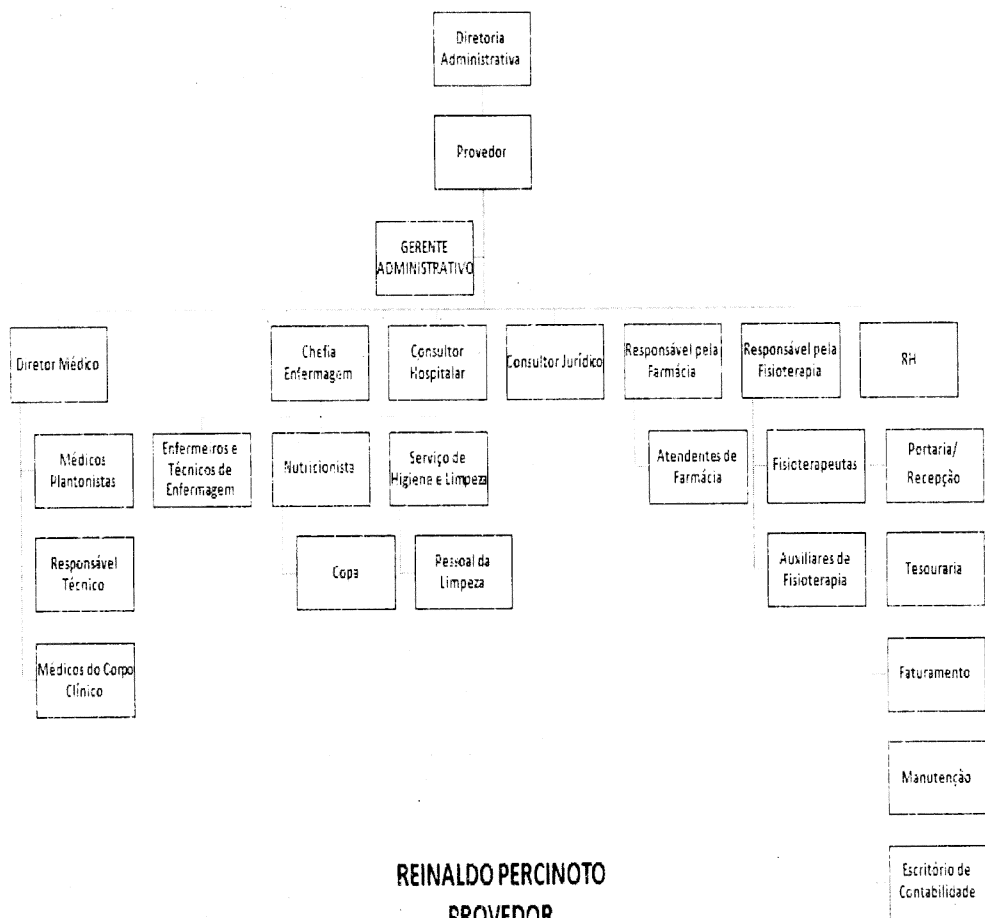 Diretoria
Administrativa
Provedor
GERENTE
ADMINISTRATIVO
Diretor Médico
Chefia
Enfermagem
Consultor
Hospitalar
Consultor Jurídico
Responsável pela
Farmácia
Responsável pela
Fisioterapia
RH
Médicos
Plantonistas
Enfermeiros e
Técnicos de
Enfermagem
Nutricionista
Serviço de
Higiene e Limpeza
Atendentes de
Farmácia
Fisioterapeutas
Portaria/
Recepção
Responsável
Técnico
Copa
Pessoal da
Limpeza
Auxiliares de
Fisioterapia
Tesouraria
Médicos do Corpo
Clínico
Faturamento
Manutenção
Escritório de
Contabilidade
REINALDO PERCINOTO
PROVEDOR